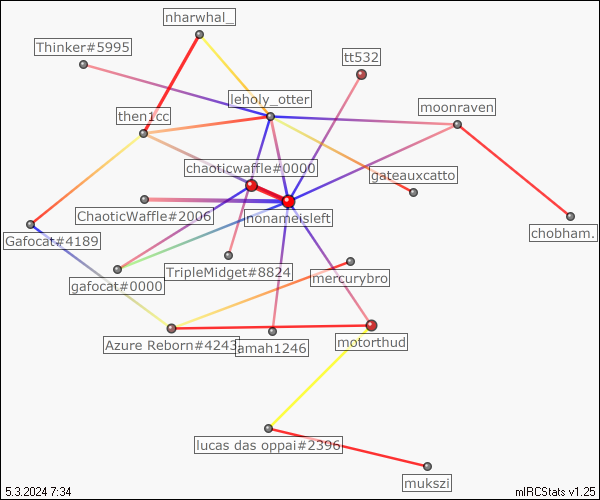 nharwhal_
Thinker#5995
tt532
leholy_otter
moonraven
then1cc
chaoticwaffle#0000
gateauxcatto
ChaoticWaffle#2006
nonameisleft
chobham.
Gafocat#4189
TripleMidget#8824
mercurybro
gafocat#0000
Azure Reborn#4243
amah1246
motorthud
lucas das oppai#2396
mukszi
5.3.2024 7:34
mIRCStats v1.25